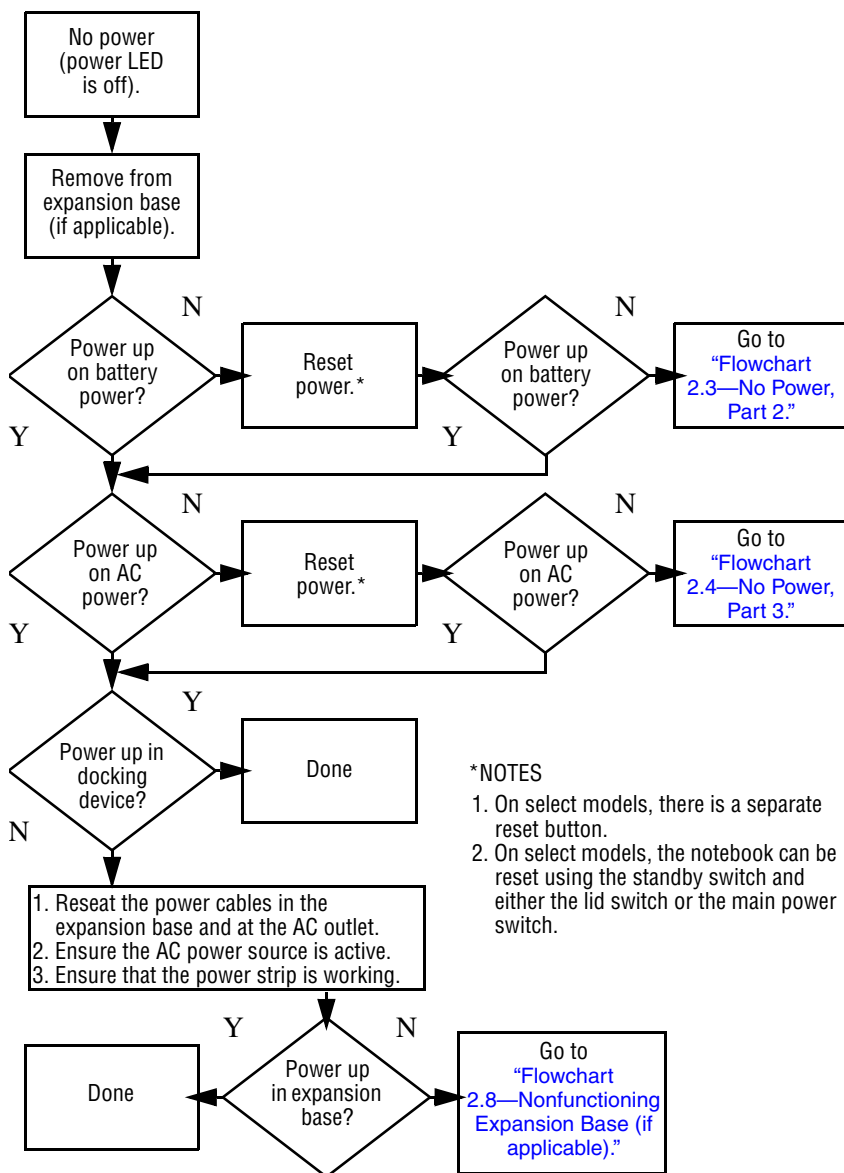 No power
(power LED
is off).
Remove from
expansion base
(if applicable).
N
N
Power up
on battery
power?
Reset
power.*
Power up
on battery
power?
Go to
“Flowchart
2.3—No Power,
Part 2.”
Y
Y
N
N
Power up
on AC
power?
Reset
power.*
Power up
on AC
power?
Go to
“Flowchart
2.4—No Power,
Part 3.”
Y
Y
Y
Power up in
docking
device?
Done
N
*NOTES
1. On select models, there is a separate
reset button.
2. On select models, the notebook can be
reset using the standby switch and
either the lid switch or the main power
switch.
1. Reseat the power cables in the
expansion base and at the AC outlet.
2. Ensure the AC power source is active.
3. Ensure that the power strip is working.
Y
N
Done
Power up
in expansion
base?
Go to
“Flowchart
2.8—Nonfunctioning
Expansion Base (if
applicable).”